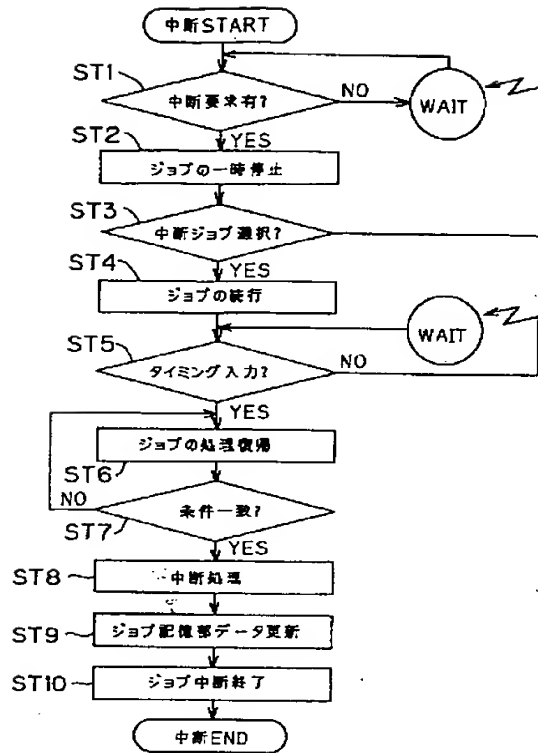 中断START
ST1
中断要求有?
NO
WAIT
YES
ST2
ジョブの一時停止
ST3
中断ジョブ選択?
YES
ST4
ジョブの続行
WAIT
ST5
タイミング入力?
NO
YES
ジョブの処理復帰
ST6
NO
条件一致?
ST7
YES
ST8
中断処理
ST9
ジョブ記憶部データ更新
ST10
ジョブ中断終了
中断END